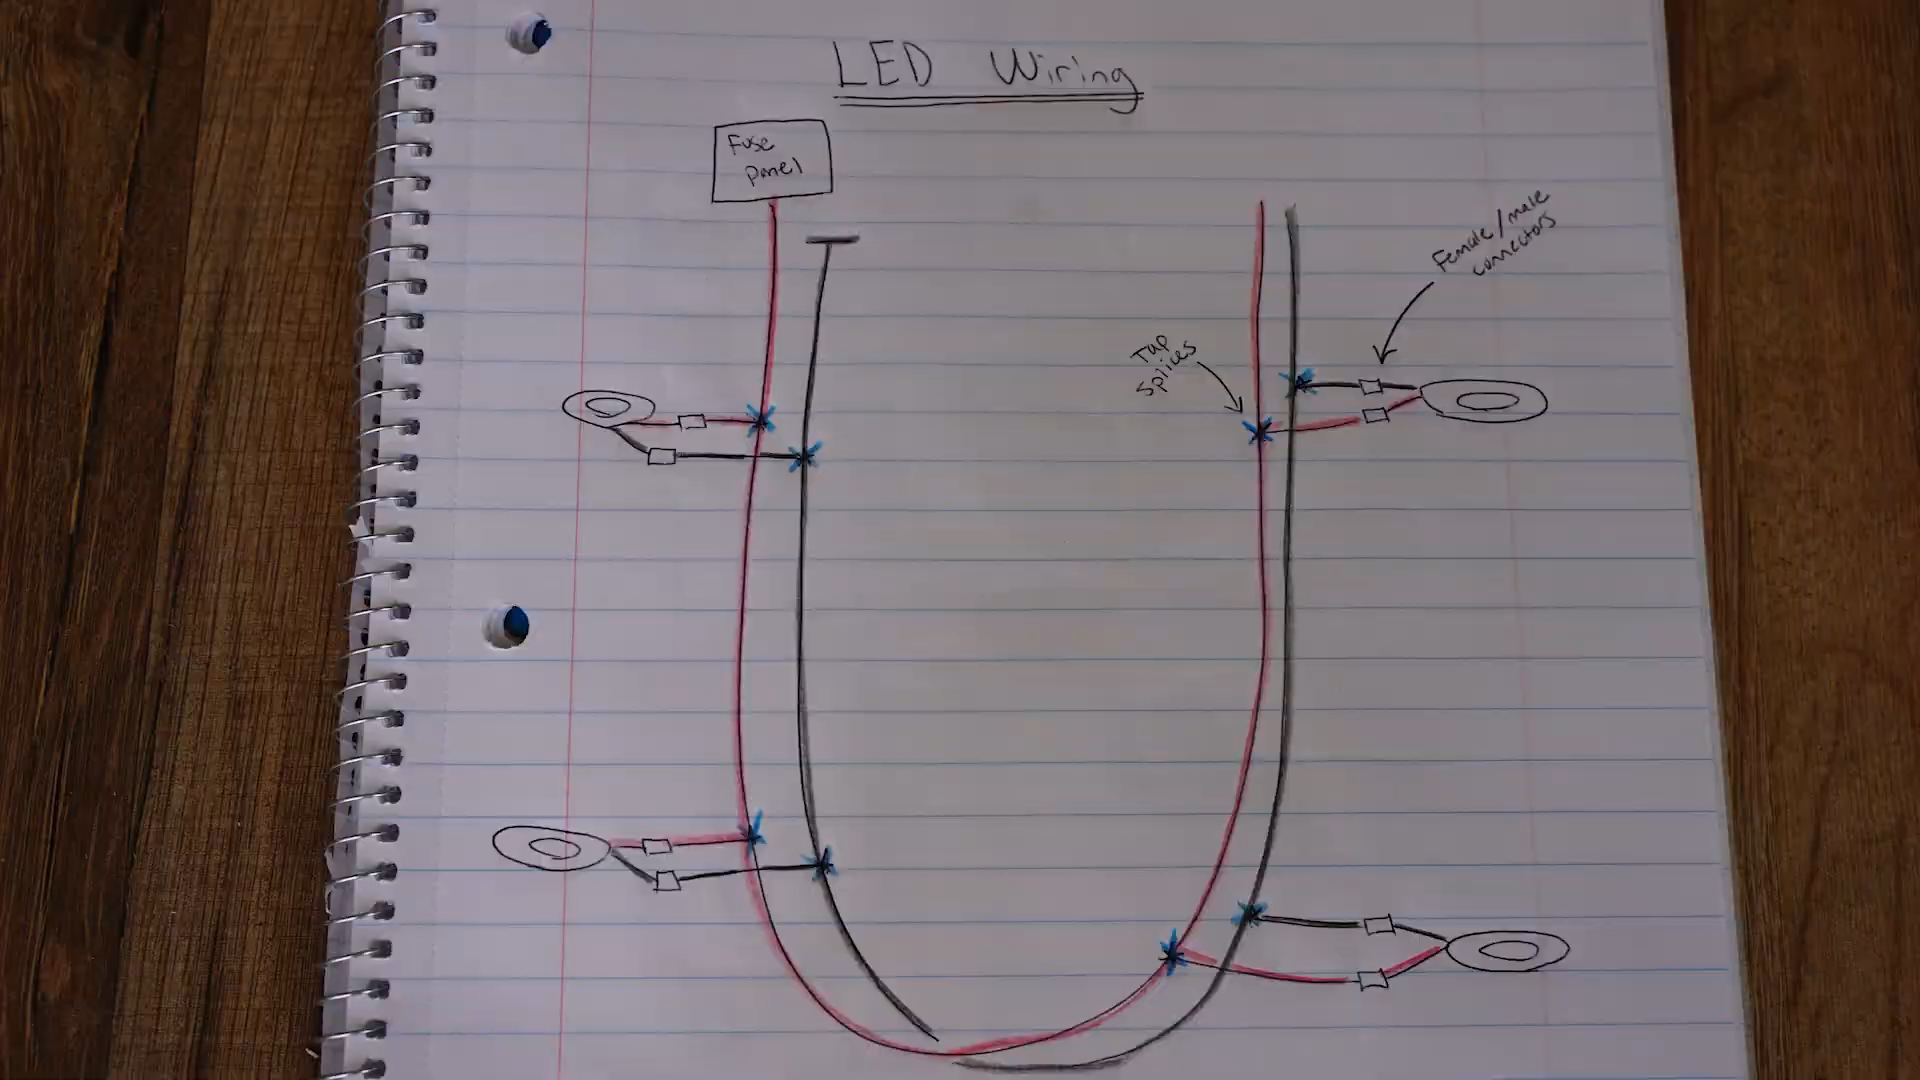 LED Wiring
Fuse
panel
Female/male
connectors
Tap
Splices